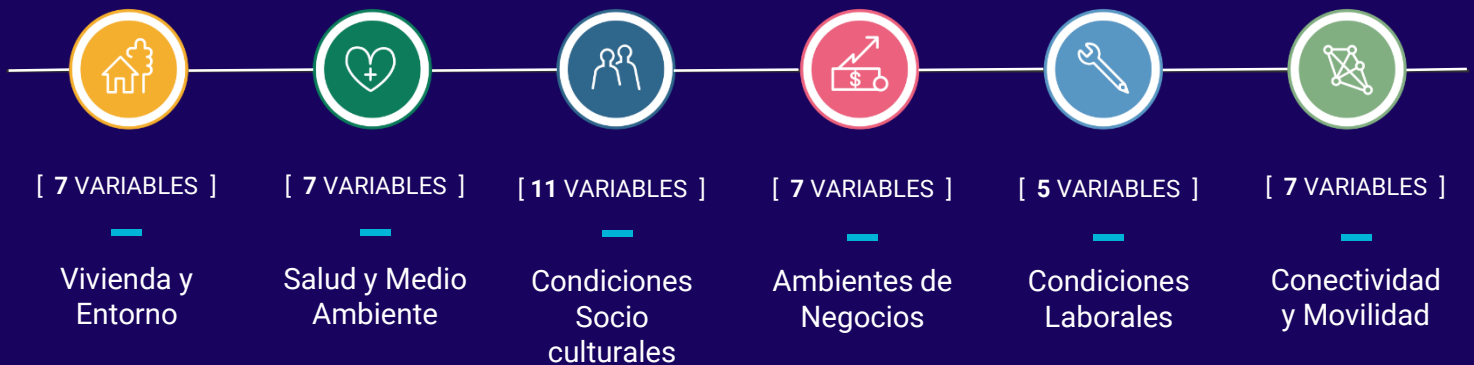 $
[ 7 VARIABLES ]
Vivienda y
Entorno
[ 7 VARIABLES ]
Salud y Medio
Ambiente
[ 11 VARIABLES ]
Condiciones
Socio
culturales
[ 7 VARIABLES ]
Ambientes de
Negocios
[ 5 VARIABLES ]
Condiciones
Laborales
[ 7 VARIABLES ]
Conectividad
y Movilidad